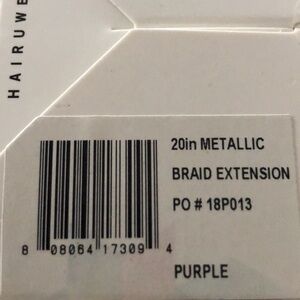 HAIRUWE
20in METALLIC
BRAID EXTENSION
PO # 18P013
8 08064 17309 4
PURPLE